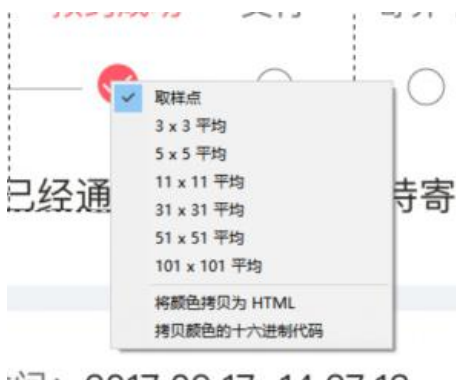 取样点
3 x 3 平均
5 x 5 平均
11 x 11 平均
31 x 31 平均
51 x 51 平均
101 x 101 平均
已经通
待寄
将颜色拷贝为 HTML
拷贝颜色的十六进制代码